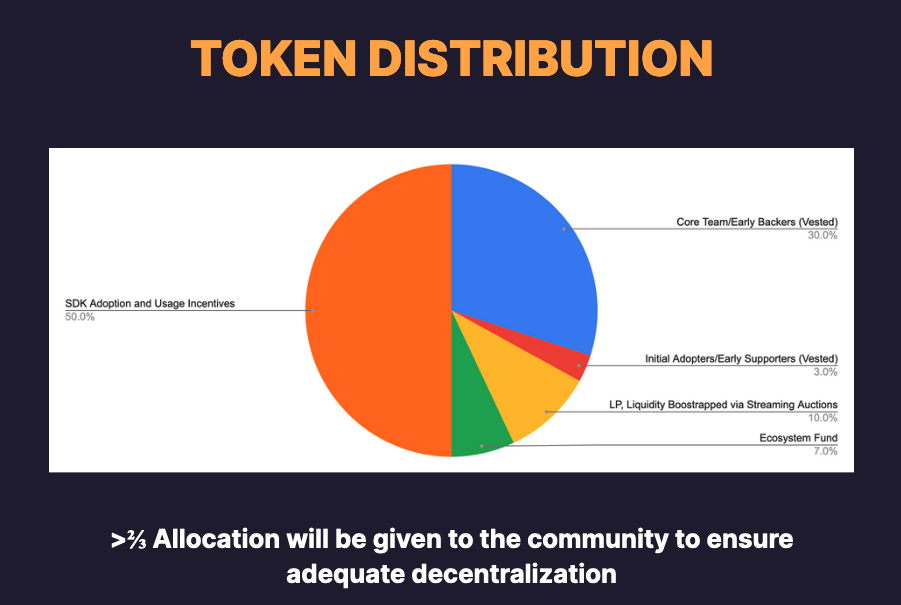 TOKEN DISTRIBUTION
Core Team/Early Backers (Vested)
30.0%
SDK Adoption and Usage Incentives
50.0%
Initial Adopters/Early Supporters (Vested)
3.0%
LP, Liquidity Boostrapped via Streaming Auctions
10.0%
Ecosystem Fund
7.0%
>⅔ Allocation will be given to the community to ensure
adequate decentralization